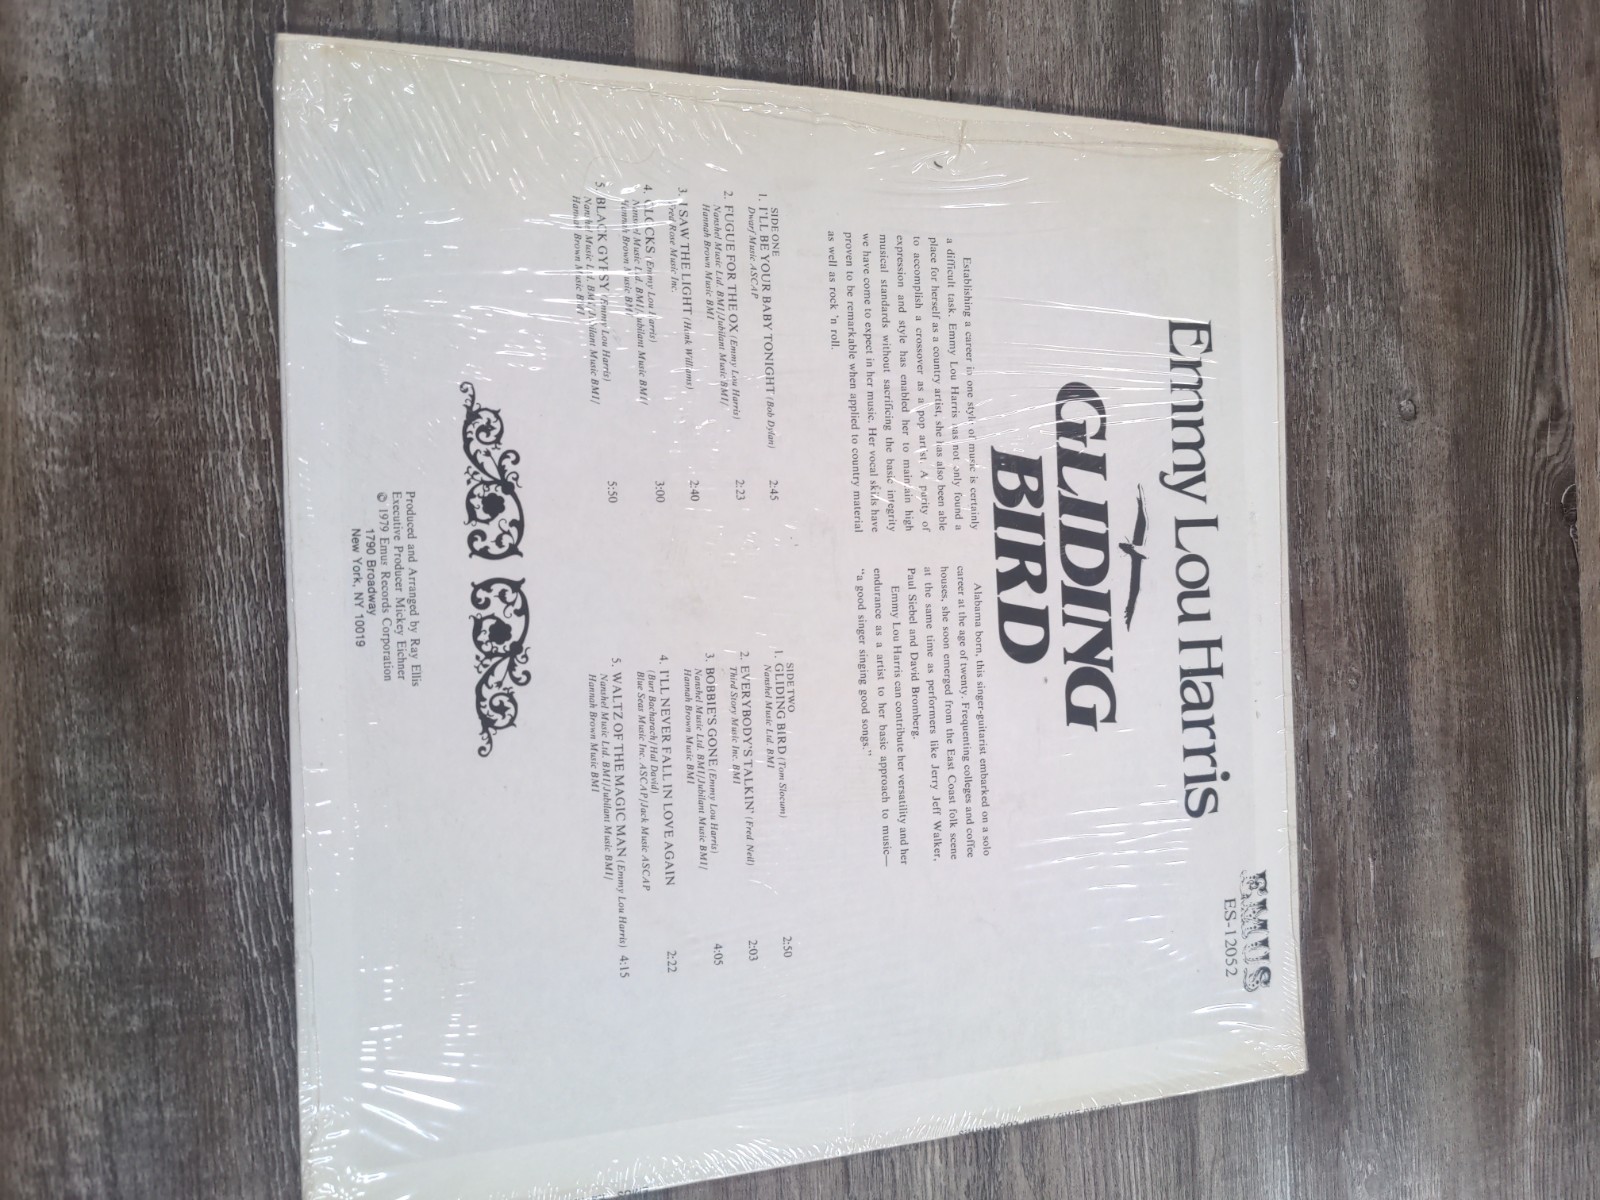 EMUS
ES-12052
Emmy Lou Harris
GLIDING
BIRD
Establishing a career in one style of music is certainly
a difficult task. Emmy Lou Harris has not only found a
place for herself as a country artist, she has also been able
to accomplish a crossover as a pop artist. A purity of
expression and style has enabled her to maintain high
musical standards without sacrificing the basic integrity
we have come to expect in her music. Her vocal skills have
proven to be remarkable when applied to country material
as well as rock 'n roll.
Alabama born, this singer-guitarist embarked on a solo
career at the age of twenty. Frequenting colleges and coffee
houses, she soon emerged from the East Coast folk scene
at the same time as performers like Jerry Jeff Walker,
Paul Siebel and David Bromberg.
Emmy Lou Harris can contribute her versatility and her
endurance as a artist to her basic approach to music—
"a good singer singing good songs."
SIDE ONE
1. I'LL BE YOUR BABY TONIGHT (Bob Dylan) 2:45
Dwarf Music ASCAP
2. FUGUE FOR THE OX (Emmy Lou Harris) 2:23
Nanshel Music Ltd. BMI/Jubilant Music BMI/
Hannah Brown Music BMI
3. I SAW THE LIGHT (Hank Williams) 2:40
Fred Rose Music Inc.
4. CLOCKS (Emmy Lou Harris) 3:00
Nanshel Music Ltd. BMI/Jubilant Music BMI/
Hannah Brown Music BMI
5. BLACK GYPSY (Emmy Lou Harris) 5:50
Nanshel Music Ltd. BMI/Jubilant Music BMI/
Hannah Brown Music BMI
SIDE TWO
1. GLIDING BIRD (Tom Slocum) 2:50
Nanshel Music Ltd. BMI
2. EVERYBODY'S TALKIN' (Fred Neil) 2:03
Third Story Music Inc. BMI
3. BOBBIE'S GONE (Emmy Lou Harris) 4:05
Nanshel Music Ltd. BMI/Jubilant Music BMI/
Hannah Brown Music BMI
4. I'LL NEVER FALL IN LOVE AGAIN 2:22
(Burt Bacharach/Hal David)
Blue Seas Music Inc. ASCAP/Jack Music ASCAP
5. WALTZ OF THE MAGIC MAN (Emmy Lou Harris) 4:15
Nanshel Music Ltd. BMI/Jubilant Music BMI/
Hannah Brown Music BMI
Produced and Arranged by Ray Ellis
Executive Producer Mickey Eichner
© 1979 Emus Records Corporation
1790 Broadway
New York, NY 10019